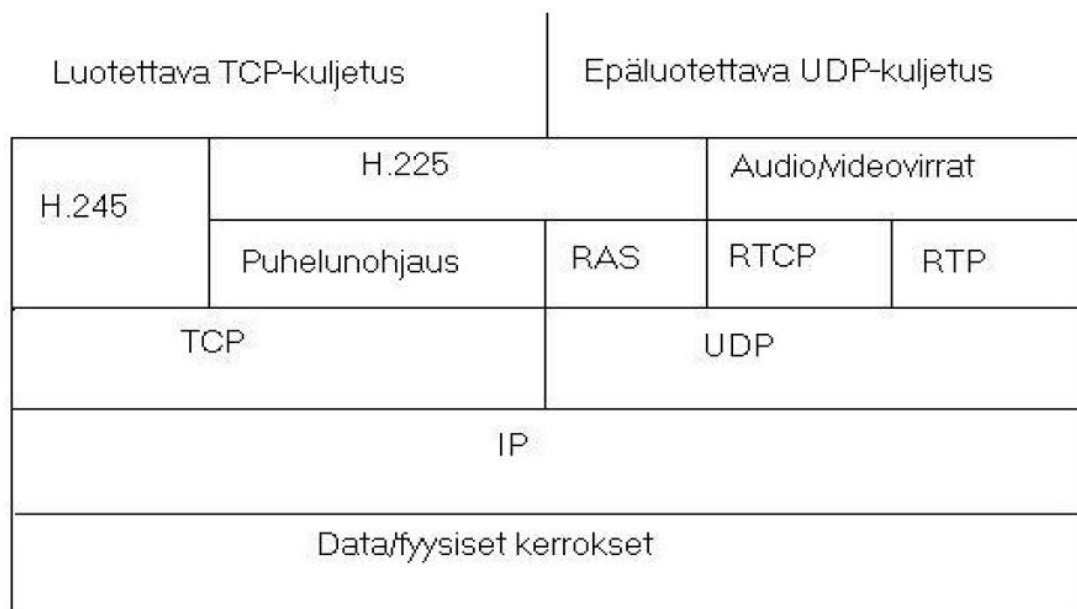 Luotettava TCP-kuljetus
Epäluotettava UDP-kuljetus
H.245
H.225
Audio/videovirrat
Puhelunohjaus
RAS
RTCP
RTP
TCP
UDP
IP
Data/fyysiset kerrokset